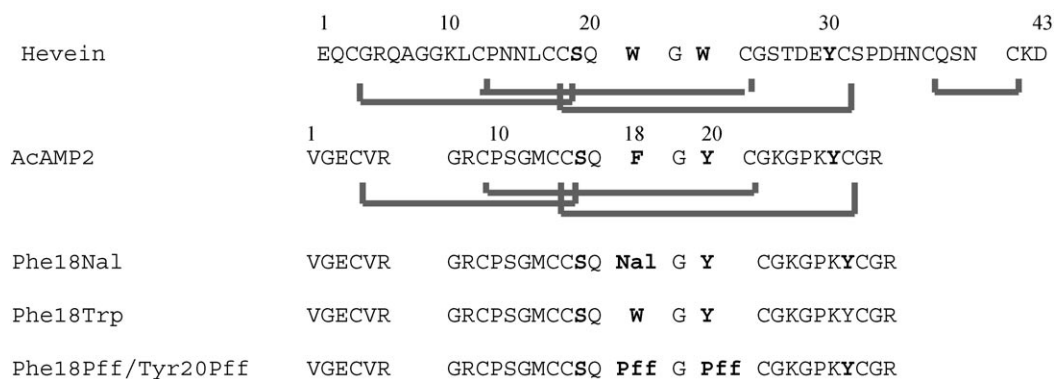 1 10 20 30 43
Hevein EQCGRQAGGKLCPNNLCCSQ W G W CGSTDEYCSPDHNCQSN CKD
1 10 18 20
AcAMP2 VGECVR GRCPSGMCCSQ F G Y CGKGPKYCGR
Phe18Nal VGECVR GRCPSGMCCSQ Nal G Y CGKGPKYCGR
Phe18Trp VGECVR GRCPSGMCCSQ W G Y CGKGPKYCGR
Phe18Pff/Tyr20Pff VGECVR GRCPSGMCCSQ Pff G Pff CGKGPKYCGR